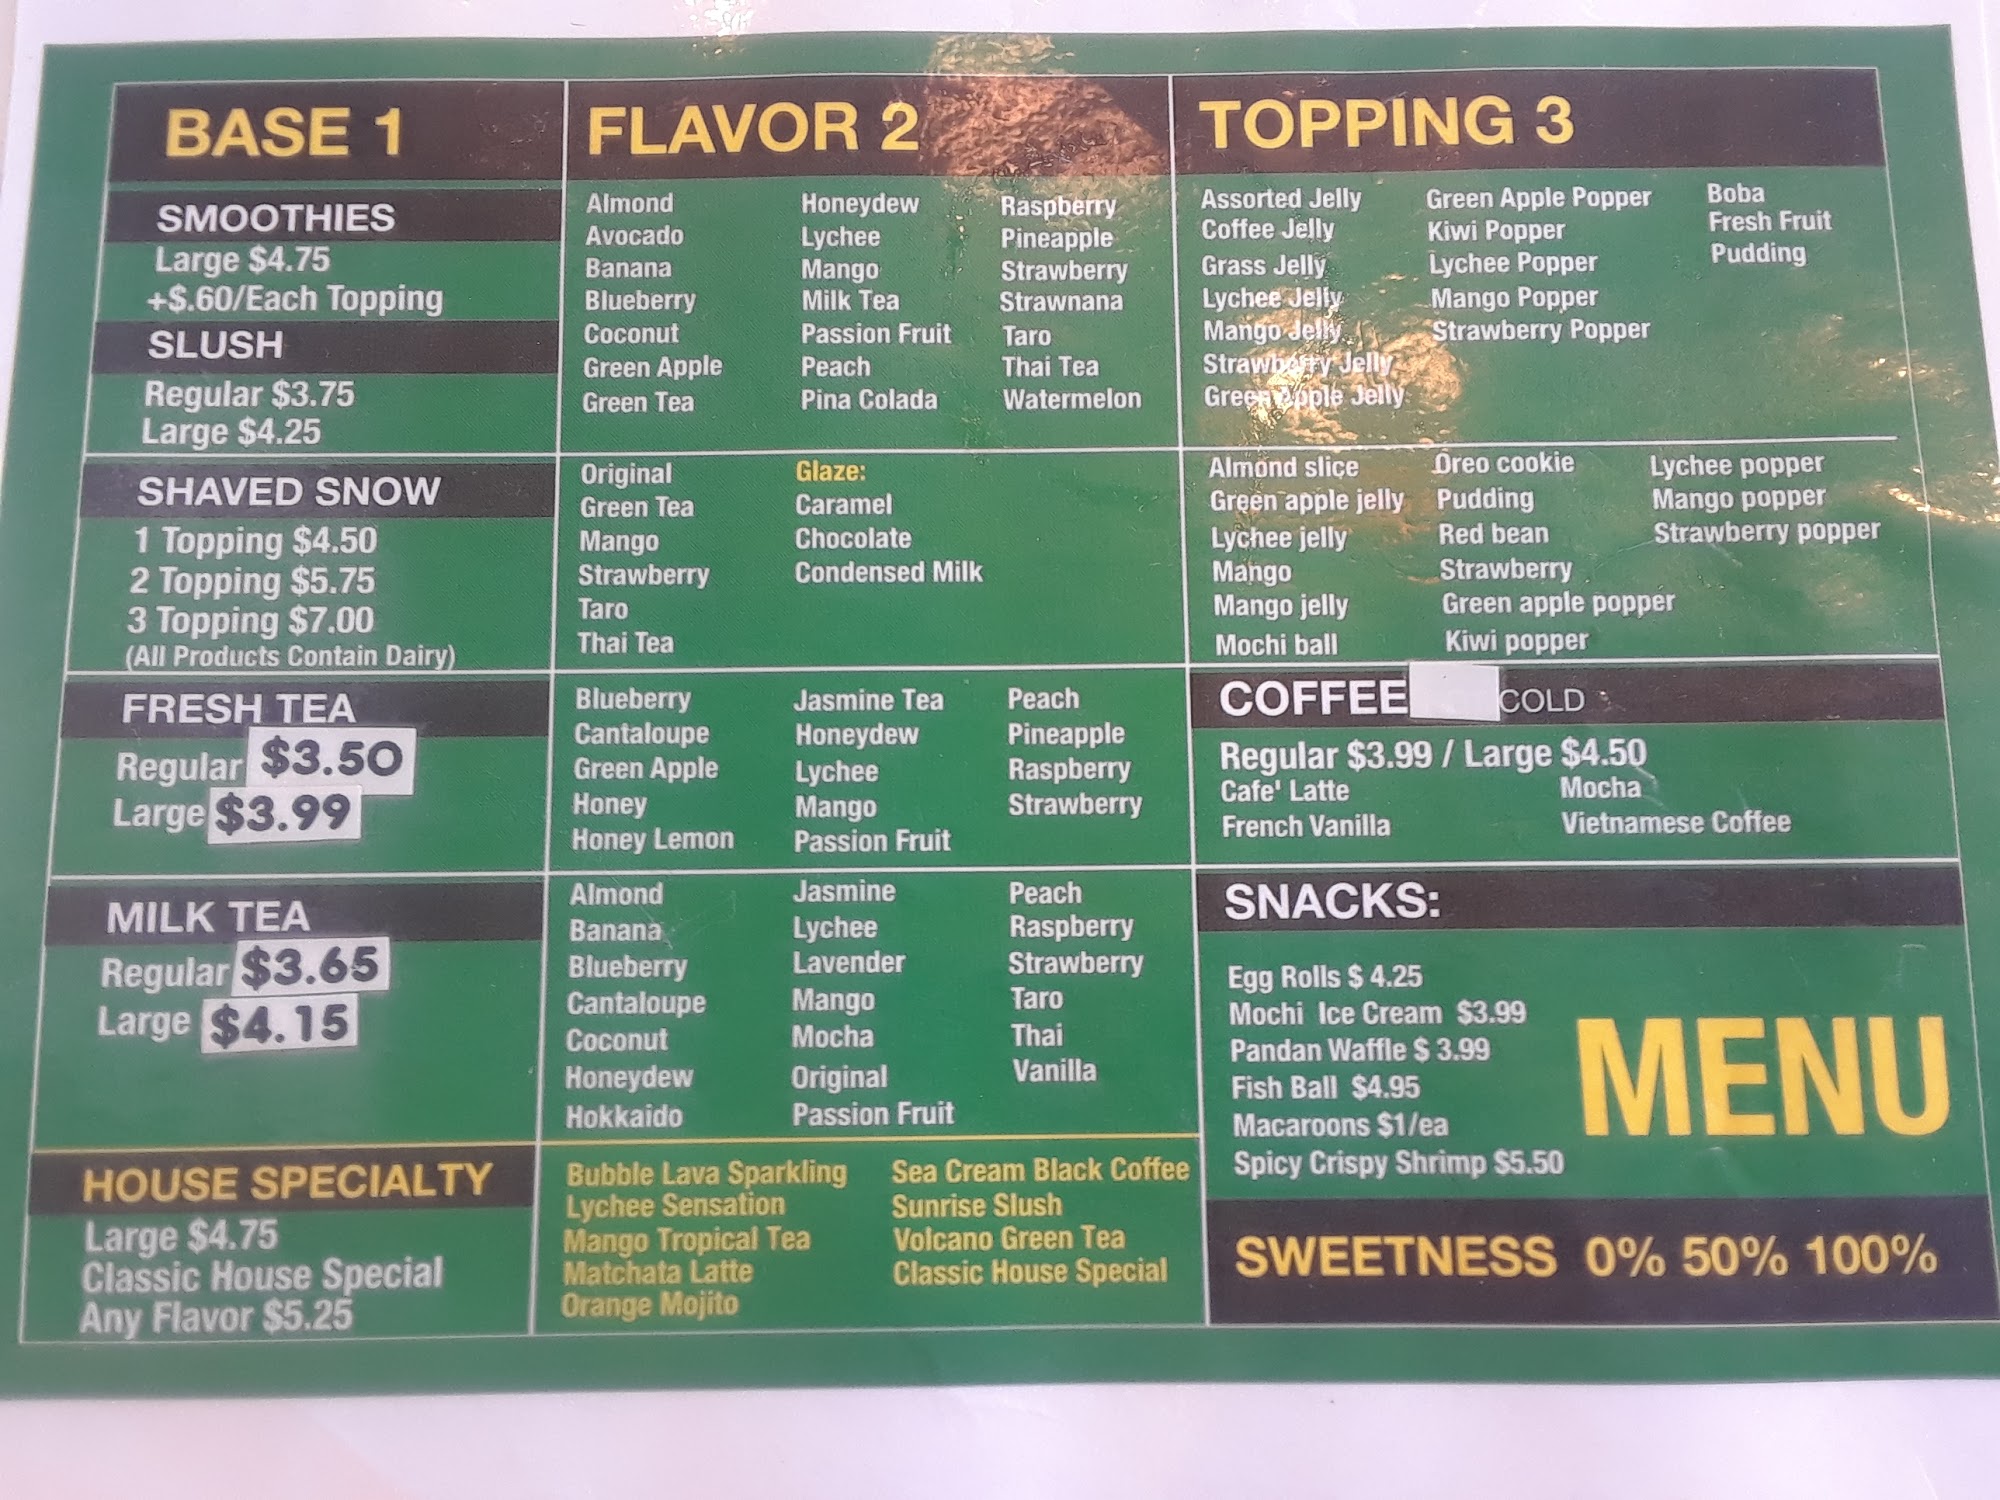 BASE 1
SMOOTHIES
Large $4.75
+$.60/Each Topping
SLUSH
Regular $3.75
Large $4.25
FLAVOR 2
Almond
Avocado
Banana
Blueberry
Coconut
Green Apple
Green Tea
Honeydew
Lychee
Mango
Milk Tea
Passion Fruit
Peach
Pina Colada
Raspberry
Pineapple
Strawberry
Strawnana
Taro
Thai Tea
Watermelon
TOPPING 3
Assorted Jelly
Coffee Jelly
Grass Jelly
Lychee Jelly
Mango Jelly
Strawberry Jelly
Green Apple Jelly
Green Apple Popper
Kiwi Popper
Lychee Popper
Mango Popper
Strawberry Popper
Boba
Fresh Fruit
Pudding
SHAVED SNOW
1 Topping $4.50
2 Topping $5.75
3 Topping $7.00
(All Products Contain Dairy)
Original
Green Tea
Mango
Strawberry
Taro
Thai Tea
Glaze:
Caramel
Chocolate
Condensed Milk
Almond slice
Green apple jelly
Lychee jelly
Mango
Mango jelly
Mochi ball
Oreo cookie
Pudding
Red bean
Strawberry
Green apple popper
Kiwi popper
Lychee popper
Mango popper
Strawberry popper
FRESH TEA
Regular $3.50
Large $3.99
Blueberry
Cantaloupe
Green Apple
Honey
Honey Lemon
Jasmine Tea
Honeydew
Lychee
Mango
Passion Fruit
Peach
Pineapple
Raspberry
Strawberry
COFFEE COLD
Regular $3.99 / Large $4.50
Cafe' Latte
French Vanilla
Mocha
Vietnamese Coffee
MILK TEA
Regular $3.65
Large $4.15
Almond
Banana
Blueberry
Cantaloupe
Coconut
Honeydew
Hokkaido
Jasmine
Lychee
Lavender
Mango
Mocha
Original
Passion Fruit
Peach
Raspberry
Strawberry
Taro
Thai
Vanilla
SNACKS:
Egg Rolls $ 4.25
Mochi Ice Cream $3.99
Pandan Waffle $ 3.99
Fish Ball $4.95
Macaroons $1/ea
Spicy Crispy Shrimp $5.50
MENU
HOUSE SPECIALTY
Large $4.75
Classic House Special
Any Flavor $5.25
Bubble Lava Sparkling
Lychee Sensation
Mango Tropical Tea
Matchata Latte
Orange Mojito
Sea Cream Black Coffee
Sunrise Slush
Volcano Green Tea
Classic House Special
SWEETNESS 0% 50% 100%